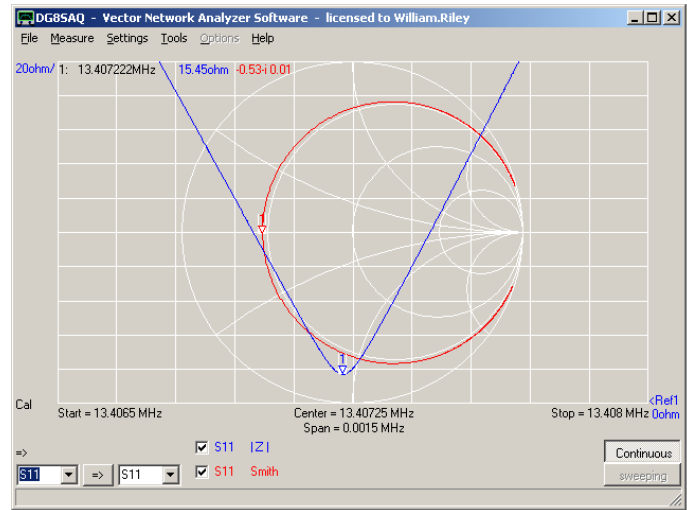 DG8SAQ - Vector Network Analyzer Software - licensed to William.Riley
File Measure Settings Tools Options Help
20ohm/ 1: 13.407222MHz 15.45ohm -0.53-i 0.01
1
1
Cal
<Ref1
Start = 13.4065 MHz Center = 13.40725 MHz Stop = 13.408 MHz 0ohm
Span = 0.0015 MHz
=> S11 |Z| Continuous
S11 => S11 S11 Smith sweeping